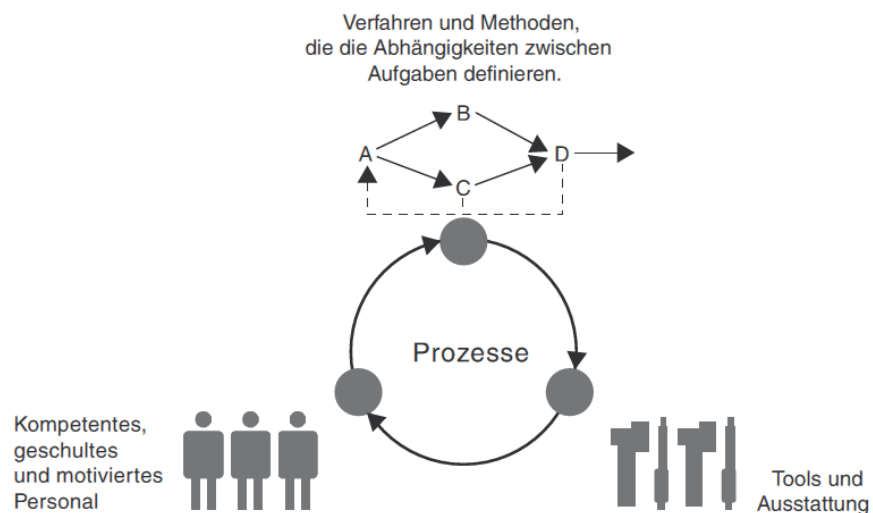 Verfahren und Methoden,
die die Abhängigkeiten zwischen
Aufgaben definieren.
B
A
D
C
Prozesse
Kompetentes,
geschultes
und motiviertes
Personal
Tools und
Ausstattung